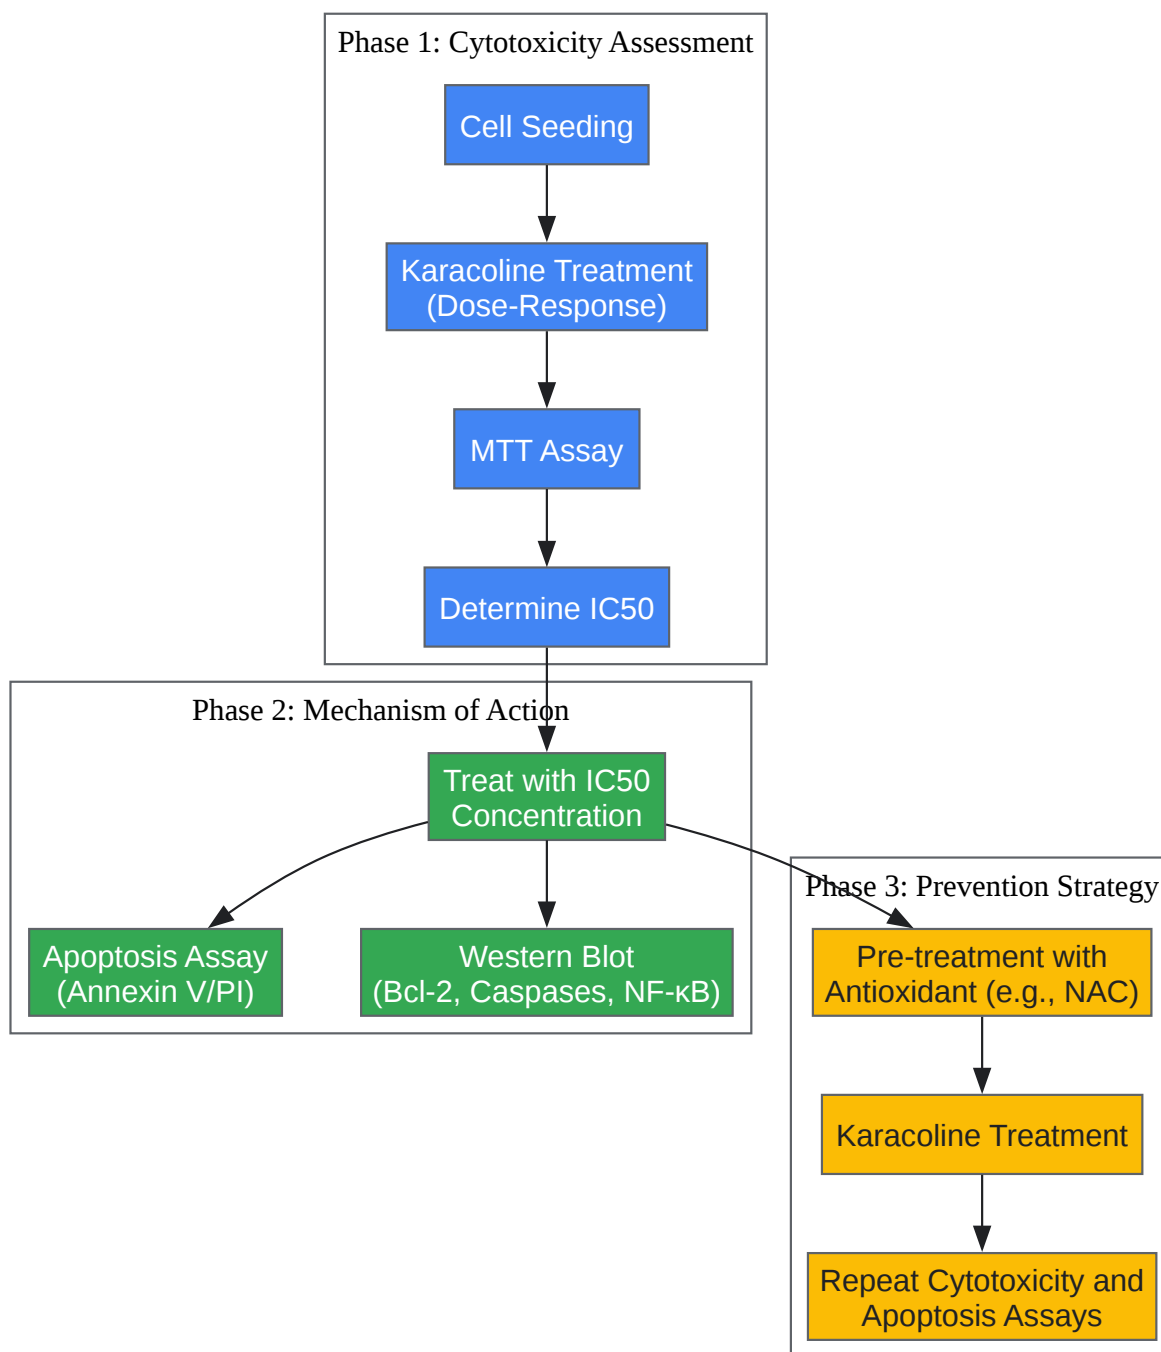 Phase 1: Cytotoxicity Assessment
Cell Seeding
Karacoline Treatment
(Dose-Response)
MTT Assay
Determine IC50
Phase 2: Mechanism of Action
Treat with IC50
Concentration
Apoptosis Assay
(Annexin V/PI)
Western Blot
(Bcl-2, Caspases, NF-κB)
Phase 3: Prevention Strategy
Pre-treatment with
Antioxidant (e.g., NAC)
Karacoline Treatment
Repeat Cytotoxicity and
Apoptosis Assays